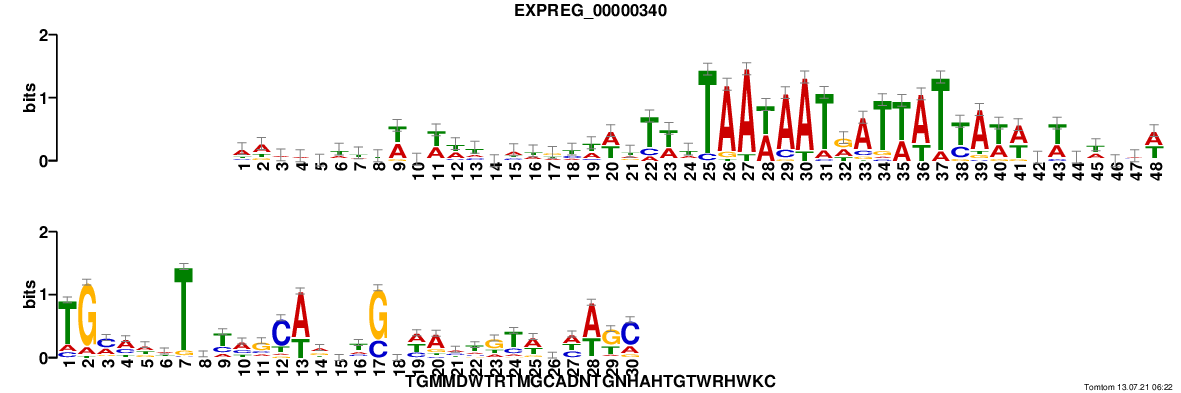 EXPREG_00000340
2
1
0
bits
1 2 3 4 5 6 7 8 9 10 11 12 13 14 15 16 17 18 19 20 21 22 23 24 25 26 27 28 29 30 31 32 33 34 35 36 37 38 39 40 41 42 43 44 45 46 47 48
2
1
0
bits
1 2 3 4 5 6 7 8 9 10 11 12 13 14 15 16 17 18 19 20 21 22 23 24 25 26 27 28 29 30
TGMMDWTRTMGCADNTGNHAHTGTWRHWKC
Tomtom 13.07.21 06:22